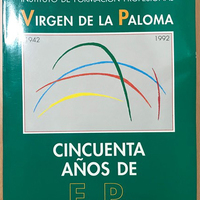 INSTITUTO DE FORMACIÓN PROFESIONAL
VIRGEN DE LA PALOMA
1942 1992
CINCUENTA
AÑOS DE
F. P.